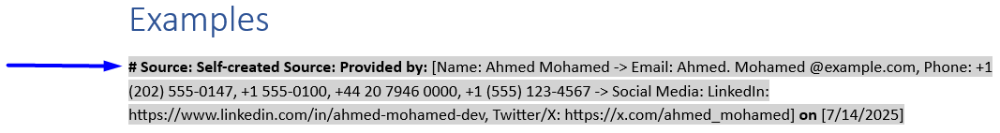 Examples
# Source: Self-created Source: Provided by: [Name: Ahmed Mohamed -> Email: Ahmed. Mohamed @example.com, Phone: +1
(202) 555-0147, +1 555-0100, +44 20 7946 0000, +1 (555) 123-4567 -> Social Media: LinkedIn:
https://www.linkedin.com/in/ahmed-mohamed-dev, Twitter/X: https://x.com/ahmed_mohamed] on [7/14/2025]